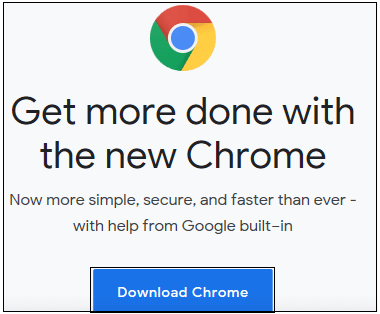 Get more done with
the new Chrome
Now more simple, secure, and faster than ever -
with help from Google built-in
Download Chrome